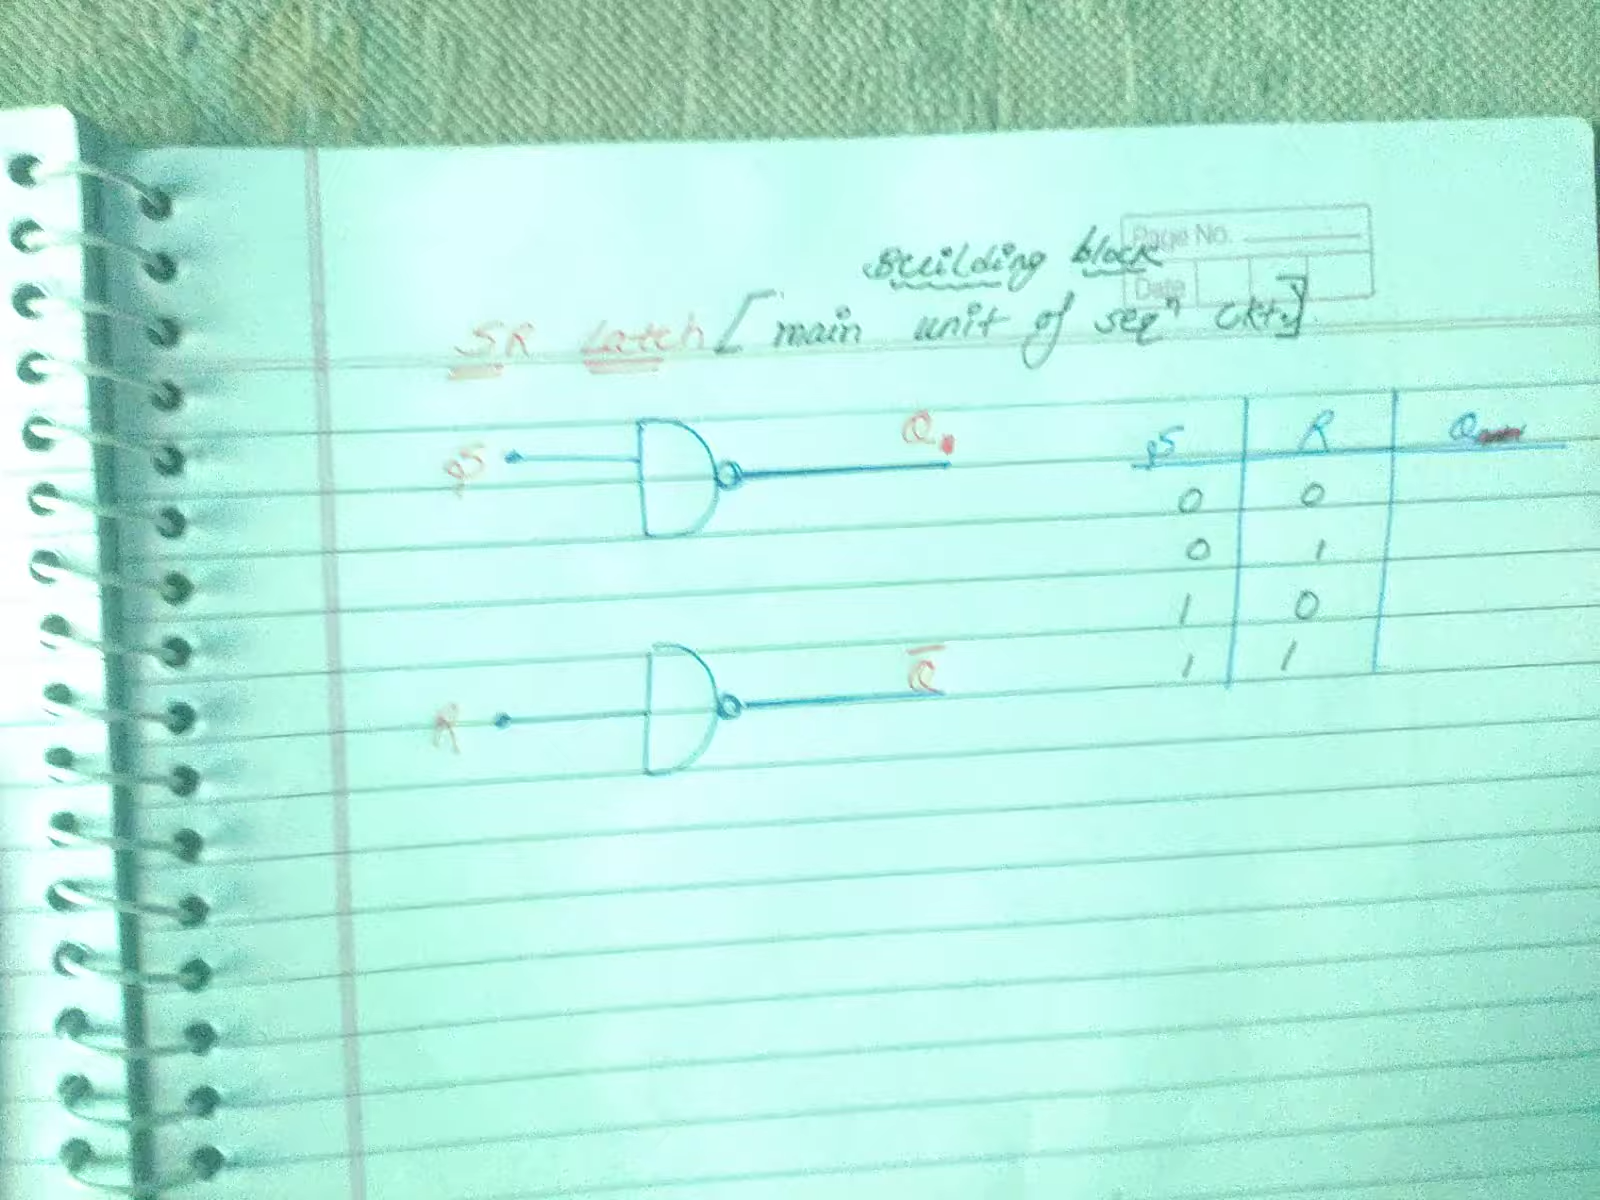 Page No.
Building block
Date
SR Latch [main unit of seqⁿ ckt.]
S Q S R Q
0 0
0 1
1 0
1 1
R Q̅